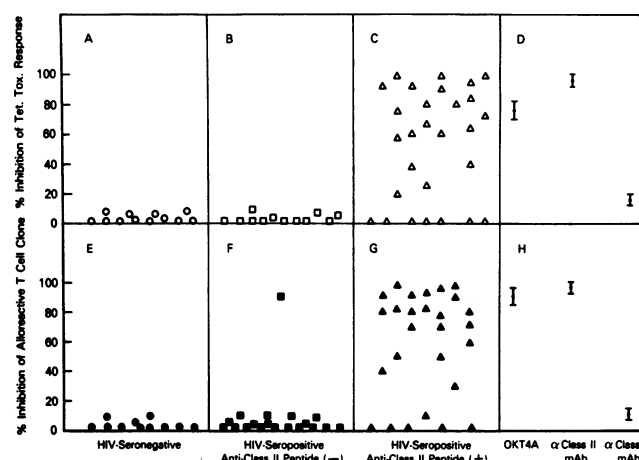 % Inhibition of Tet. Tox. Response
A
B
C
D
100
80
60
40
20
0
% Inhibition of Alloreactive T Cell Clone
E
F
G
H
100
80
60
40
20
0
HIV-Seronegative
HIV-Seropositive
Anti-Class II Peptide (—)
HIV-Seropositive
Anti-Class II Peptide (+)
OKT4A
α Class II
mAb
α Class
mAb